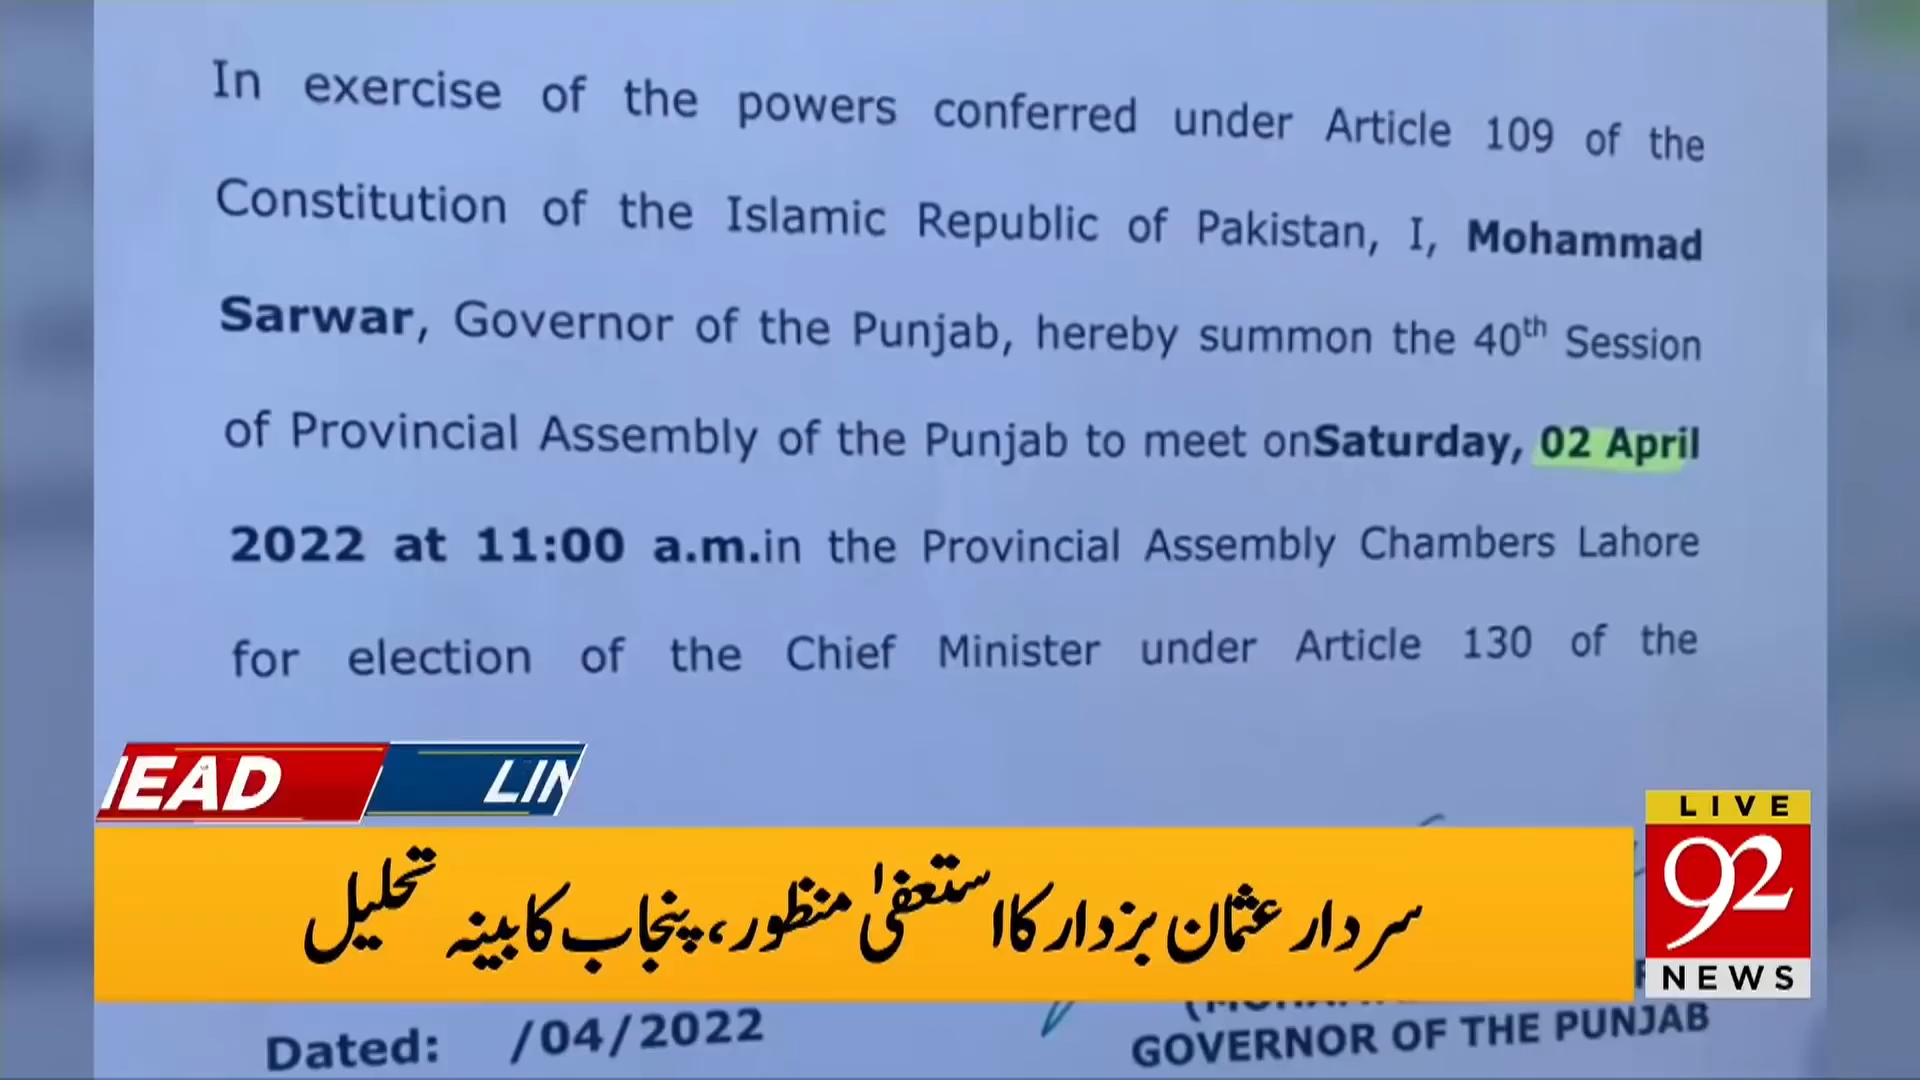 In exercise of the powers conferred under Article 109 of the
Constitution of the Islamic Republic of Pakistan, I, Mohammad
Sarwar, Governor of the Punjab, hereby summon the 40th Session
of Provincial Assembly of the Punjab to meet onSaturday, 02 April
2022 at 11:00 a.m.in the Provincial Assembly Chambers Lahore
for election of the Chief Minister under Article 130 of the
HEAD LIN
LIVE
92
NEWS
سردار عثمان بزدار کا استعفیٰ منظور، پنجاب کابینہ تحلیل
Dated: /04/2022
GOVERNOR OF THE PUNJAB